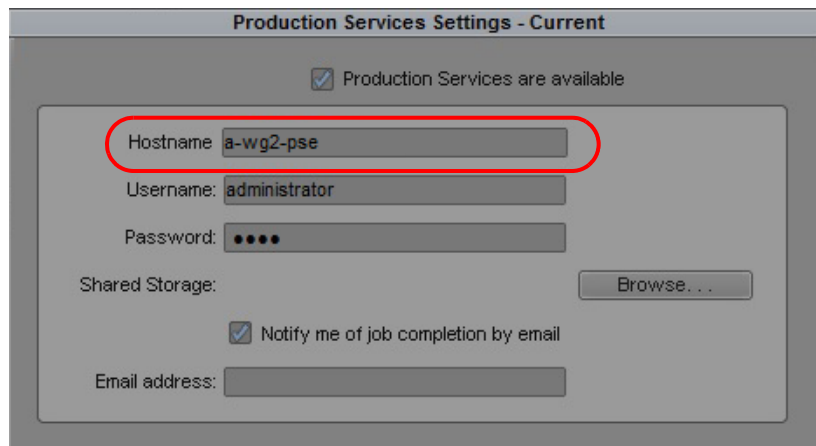 Production Services Settings - Current
Production Services are available
Hostname a-wg2-pse
Username: administrator
Password: ●●●●
Shared Storage: Browse. . .
Notify me of job completion by email
Email address: